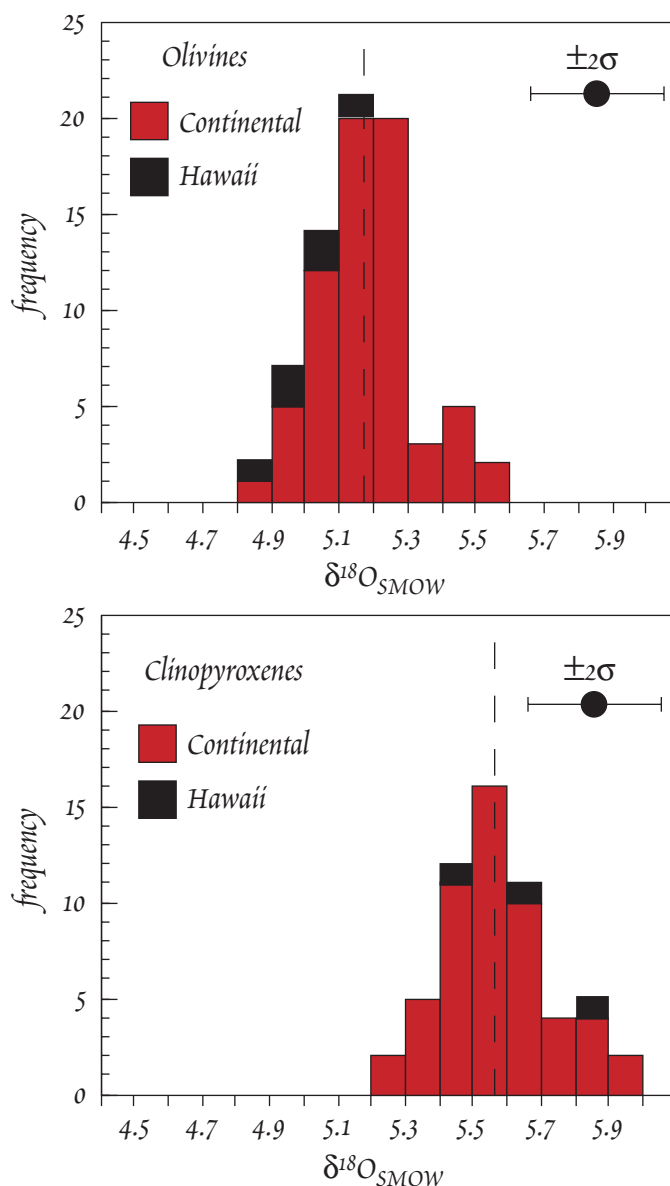 25
Olivines
±2σ
20
Continental
Hawaii
15
frequency
10
5
0
4.5 4.7 4.9 5.1 5.3 5.5 5.7 5.9
δ¹⁸O_SMOW
25
Clinopyroxenes
±2σ
20
Continental
Hawaii
15
frequency
10
5
0
4.5 4.7 4.9 5.1 5.3 5.5 5.7 5.9
δ¹⁸O_SMOW